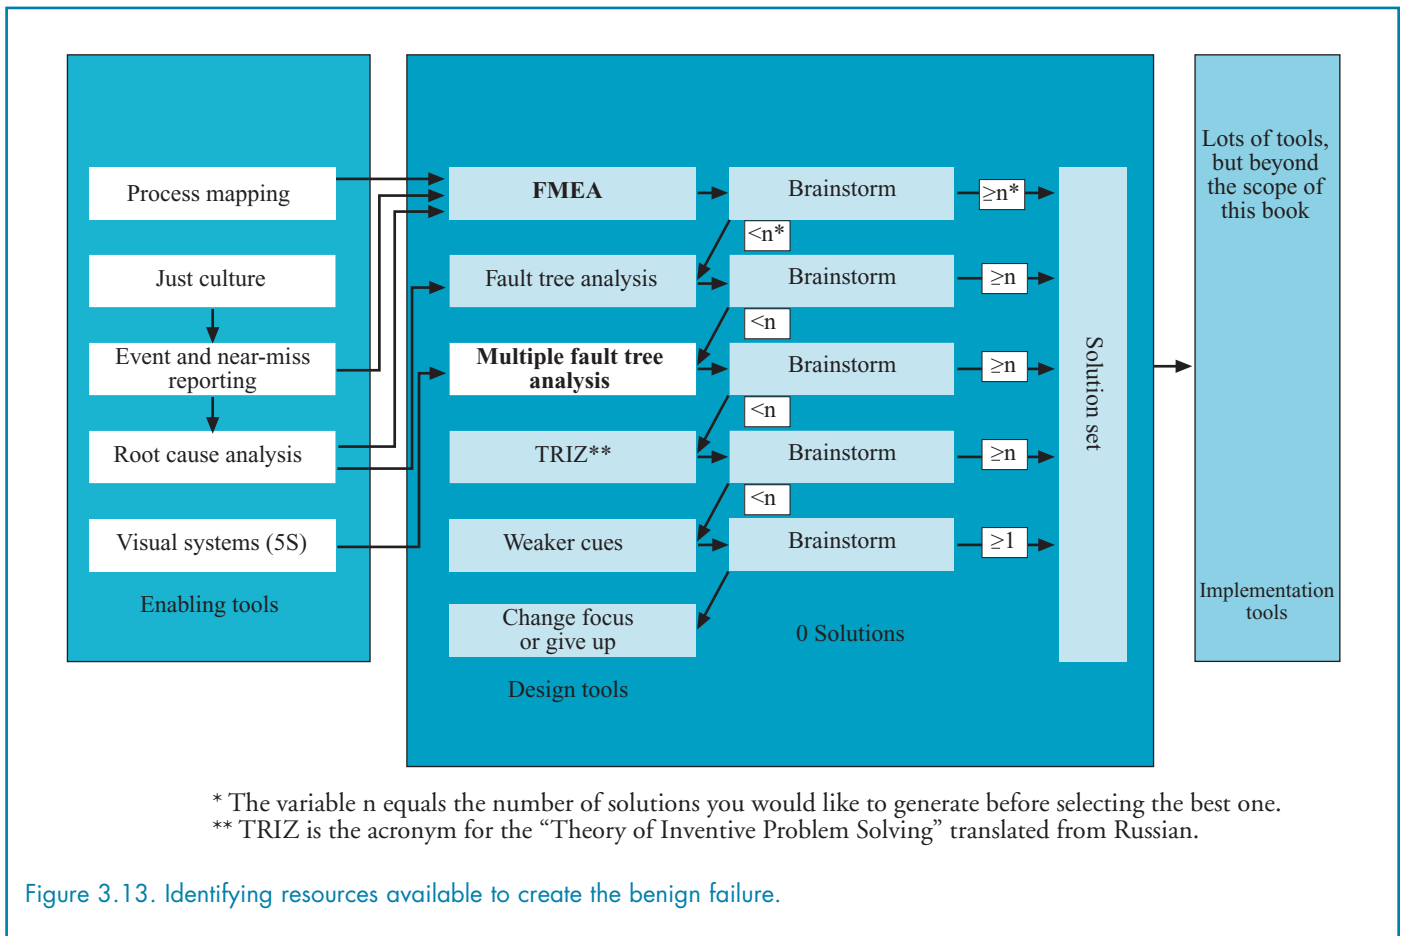 Process mapping
Just culture
Event and near-miss
reporting
Root cause analysis
Visual systems (5S)
Enabling tools
FMEA
Brainstorm
≥n*
<n*
Fault tree analysis
Brainstorm
≥n
<n
Multiple fault tree
analysis
Brainstorm
≥n
<n
TRIZ**
Brainstorm
≥n
<n
Weaker cues
Brainstorm
≥1
Change focus
or give up
0 Solutions
Design tools
Solution set
Lots of tools,
but beyond
the scope of
this book
Implementation
tools
* The variable n equals the number of solutions you would like to generate before selecting the best one.
** TRIZ is the acronym for the “Theory of Inventive Problem Solving” translated from Russian.
Figure 3.13. Identifying resources available to create the benign failure.